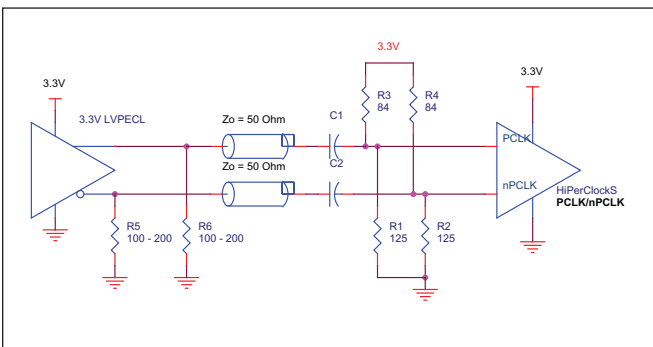 3.3V
3.3V
3.3V
R3
84
R4
84
3.3V LVPECL
Zo = 50 Ohm
C1
PCLK
Zo = 50 Ohm
C2
nPCLK
HiPerClockS
PCLK/nPCLK
R5
100 - 200
R6
100 - 200
R1
125
R2
125